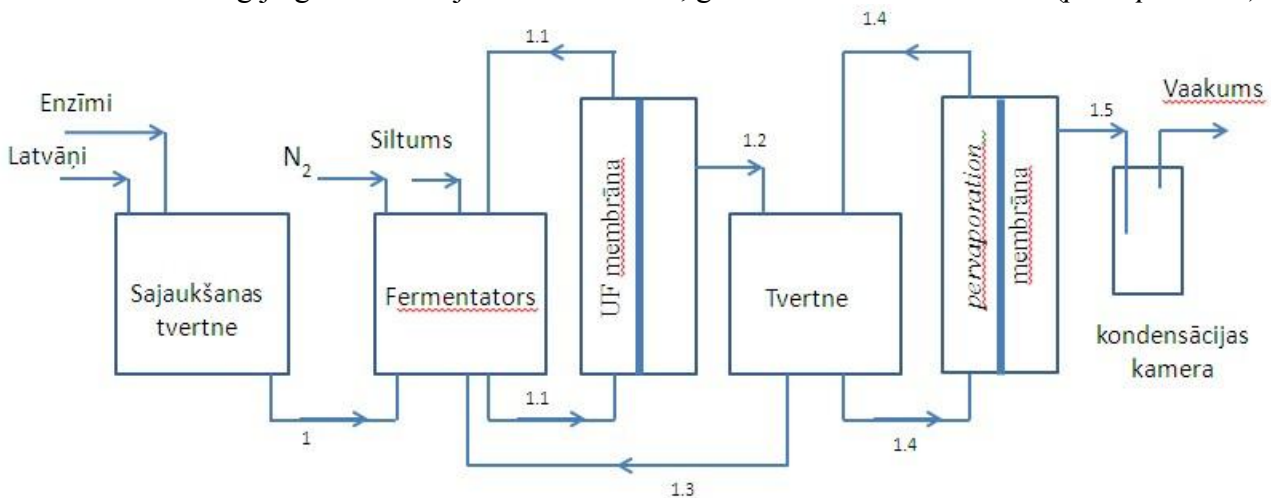 1.1
1.4
Enzīmi
Latvāņi
N2
Siltums
1.2
1.5
Vaakums
UF membrāna
pervaporation
membrāna
Sajaukšanas
tvertne
Fermentators
Tvertne
kondensācijas
kamera
1
1.1
1.4
1.3